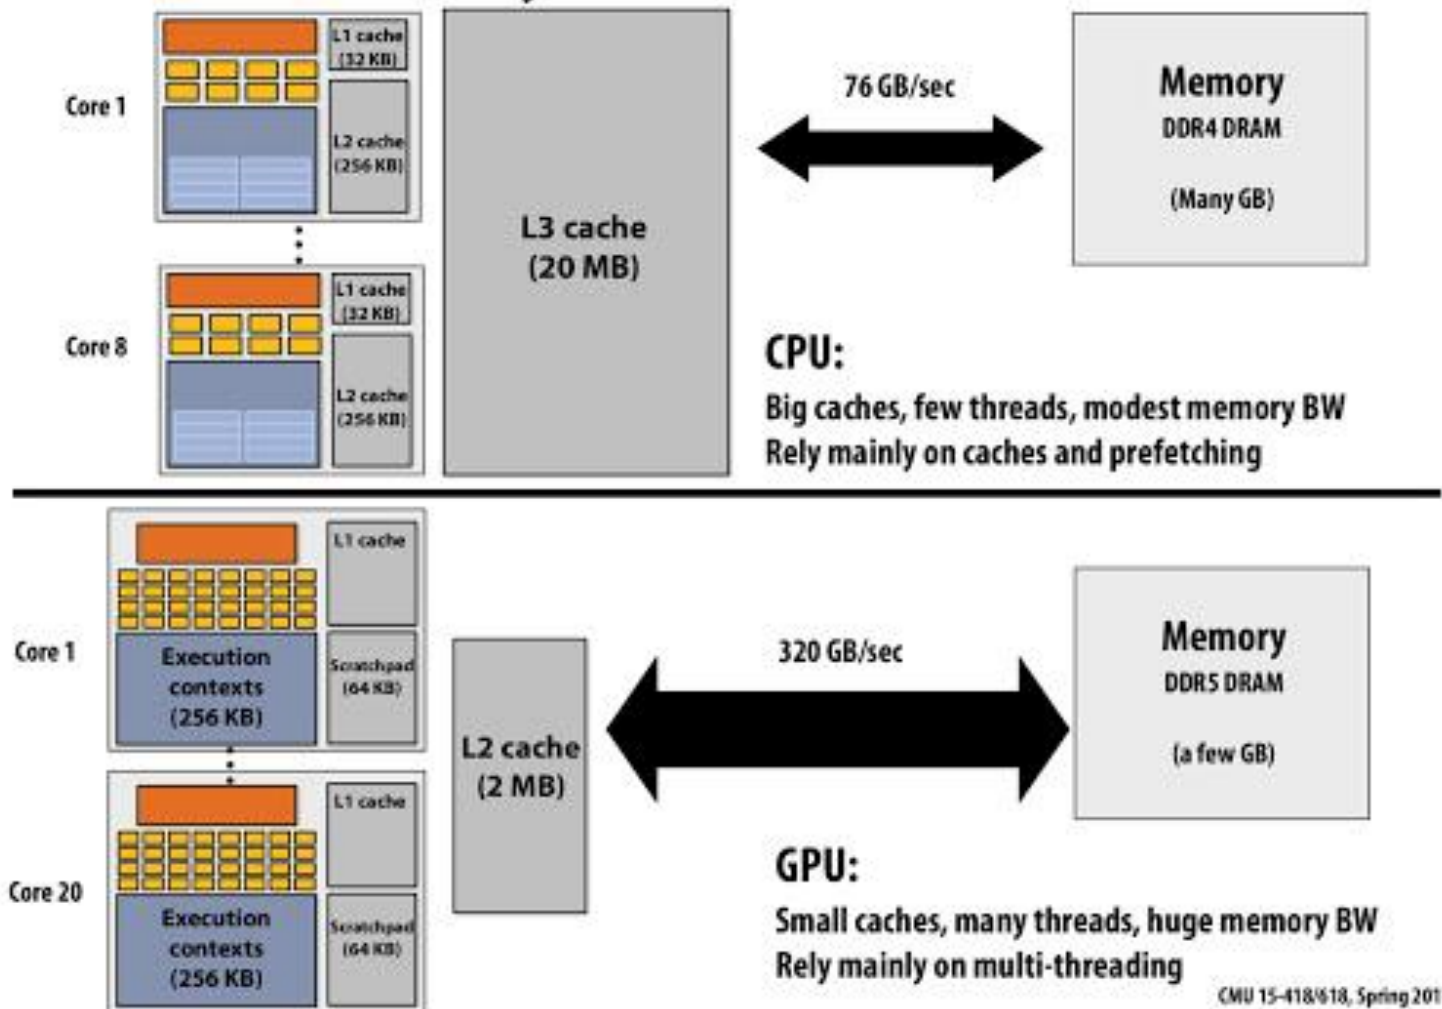 Core 1
L1 cache
(32 KB)
L2 cache
(256 KB)
Core 8
L1 cache
(32 KB)
L2 cache
(256 KB)
L3 cache
(20 MB)
76 GB/sec
Memory
DDR4 DRAM
(Many GB)
CPU:
Big caches, few threads, modest memory BW
Rely mainly on caches and prefetching
Core 1
Execution
contexts
(256 KB)
L1 cache
Scratchpad
(64 KB)
Core 20
Execution
contexts
(256 KB)
L1 cache
Scratchpad
(64 KB)
L2 cache
(2 MB)
320 GB/sec
Memory
DDR5 DRAM
(a few GB)
GPU:
Small caches, many threads, huge memory BW
Rely mainly on multi-threading
CMU 15-418/618, Spring 201